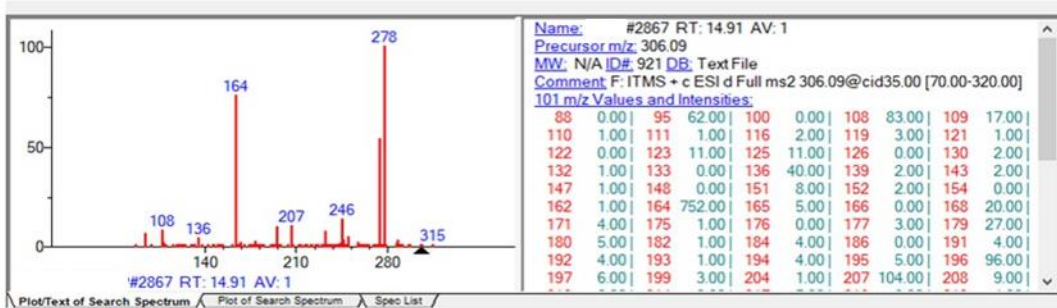 100
50
0
108
136
164
207
246
278
315
140 210 280
#2867 RT: 14.91 AV: 1
Plot/Text of Search Spectrum Plot of Search Spectrum Spec List
Name: #2867 RT: 14.91 AV: 1
Precursor m/z: 306.09
MW: N/A ID#: 921 DB: Text File
Comment: F: ITMS + c ESI d Full ms2 306.09@cid35.00 [70.00-320.00]
101 m/z Values and Intensities:
88 0.00| 95 62.00| 100 0.00| 108 83.00| 109 17.00|
110 1.00| 111 1.00| 116 2.00| 119 3.00| 121 1.00|
122 0.00| 123 11.00| 125 11.00| 126 0.00| 130 2.00|
132 1.00| 133 0.00| 136 40.00| 139 2.00| 143 2.00|
147 1.00| 148 0.00| 151 8.00| 152 2.00| 154 0.00|
162 1.00| 164 752.00| 165 5.00| 166 0.00| 168 20.00|
171 4.00| 175 1.00| 176 0.00| 177 3.00| 179 27.00|
180 5.00| 182 1.00| 184 4.00| 186 0.00| 191 4.00|
192 4.00| 193 1.00| 194 4.00| 195 5.00| 196 96.00|
197 6.00| 199 3.00| 204 1.00| 207 104.00| 208 9.00|